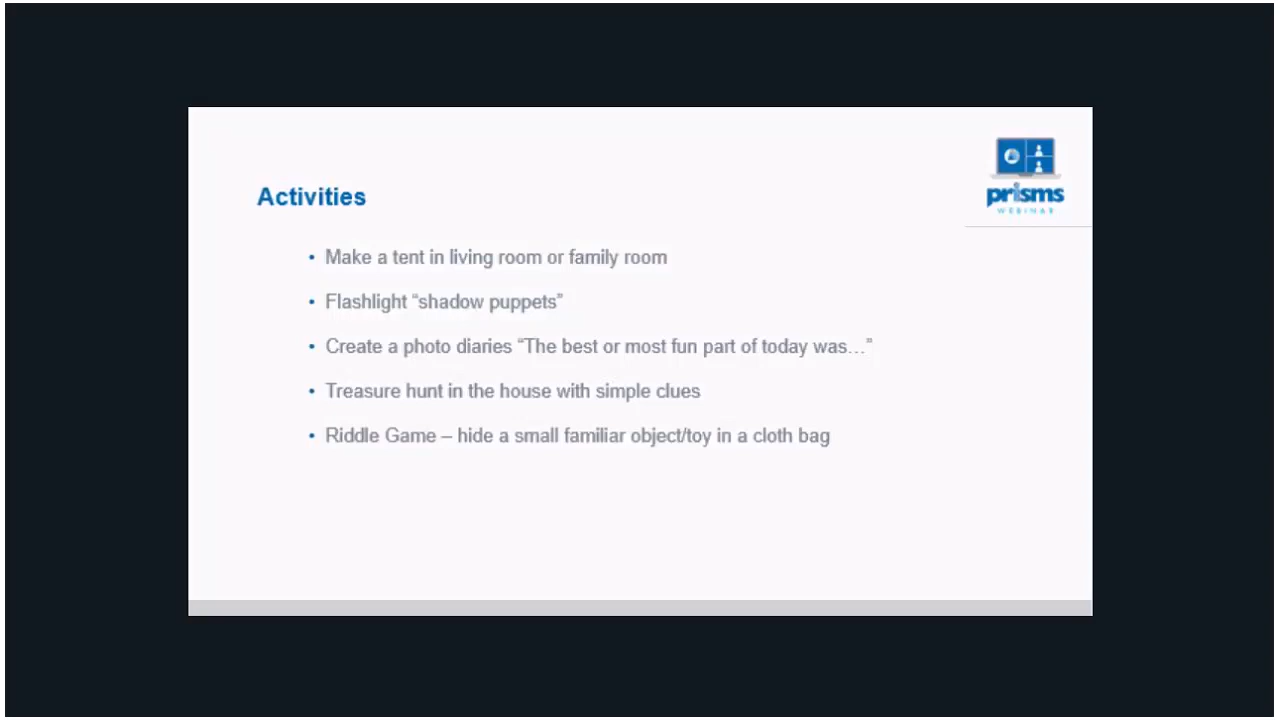 prisms
WEBINAR
Activities
• Make a tent in living room or family room
• Flashlight “shadow puppets”
• Create a photo diaries “The best or most fun part of today was…”
• Treasure hunt in the house with simple clues
• Riddle Game – hide a small familiar object/toy in a cloth bag